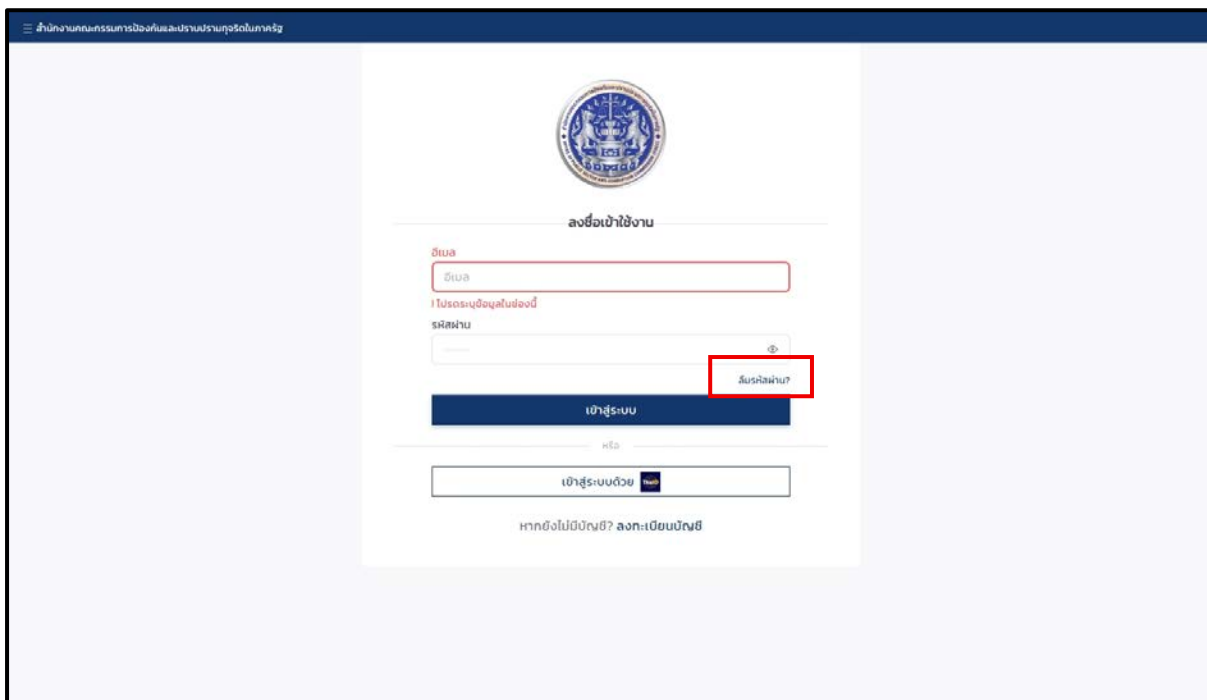 สำนักงานคณะกรรมการป้องกันและปราบปรามทุจริตในภาครัฐ
ลงชื่อเข้าใช้งาน
อีเมล
อีเมล
! โปรดระบุข้อมูลในช่องนี้
รหัสผ่าน
ลืมรหัสผ่าน?
เข้าสู่ระบบ
หรือ
เข้าสู่ระบบด้วย ThaiD
หากยังไม่มีบัญชี? ลงทะเบียนบัญชี